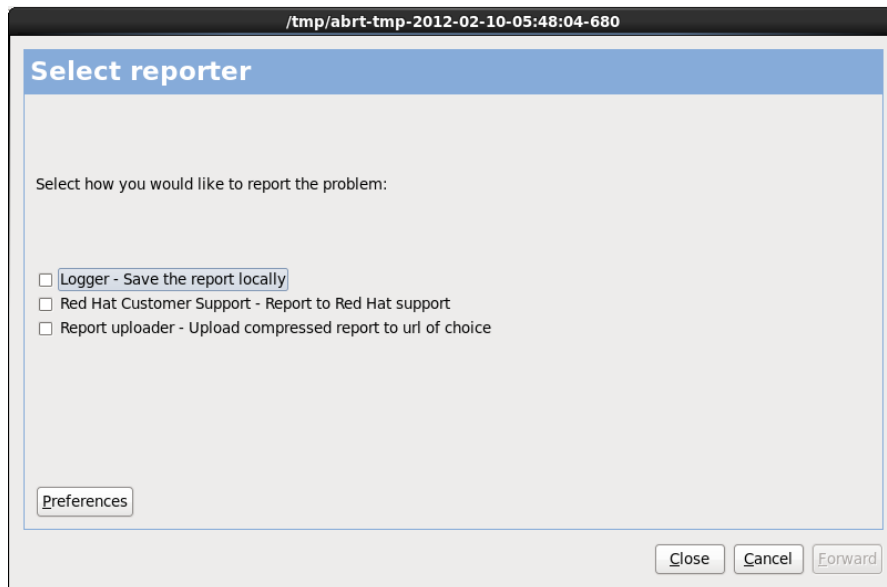 /tmp/abrt-tmp-2012-02-10-05:48:04-680
Select reporter
Select how you would like to report the problem:
Logger - Save the report locally
Red Hat Customer Support - Report to Red Hat support
Report uploader - Upload compressed report to url of choice
Preferences
Close Cancel Forward